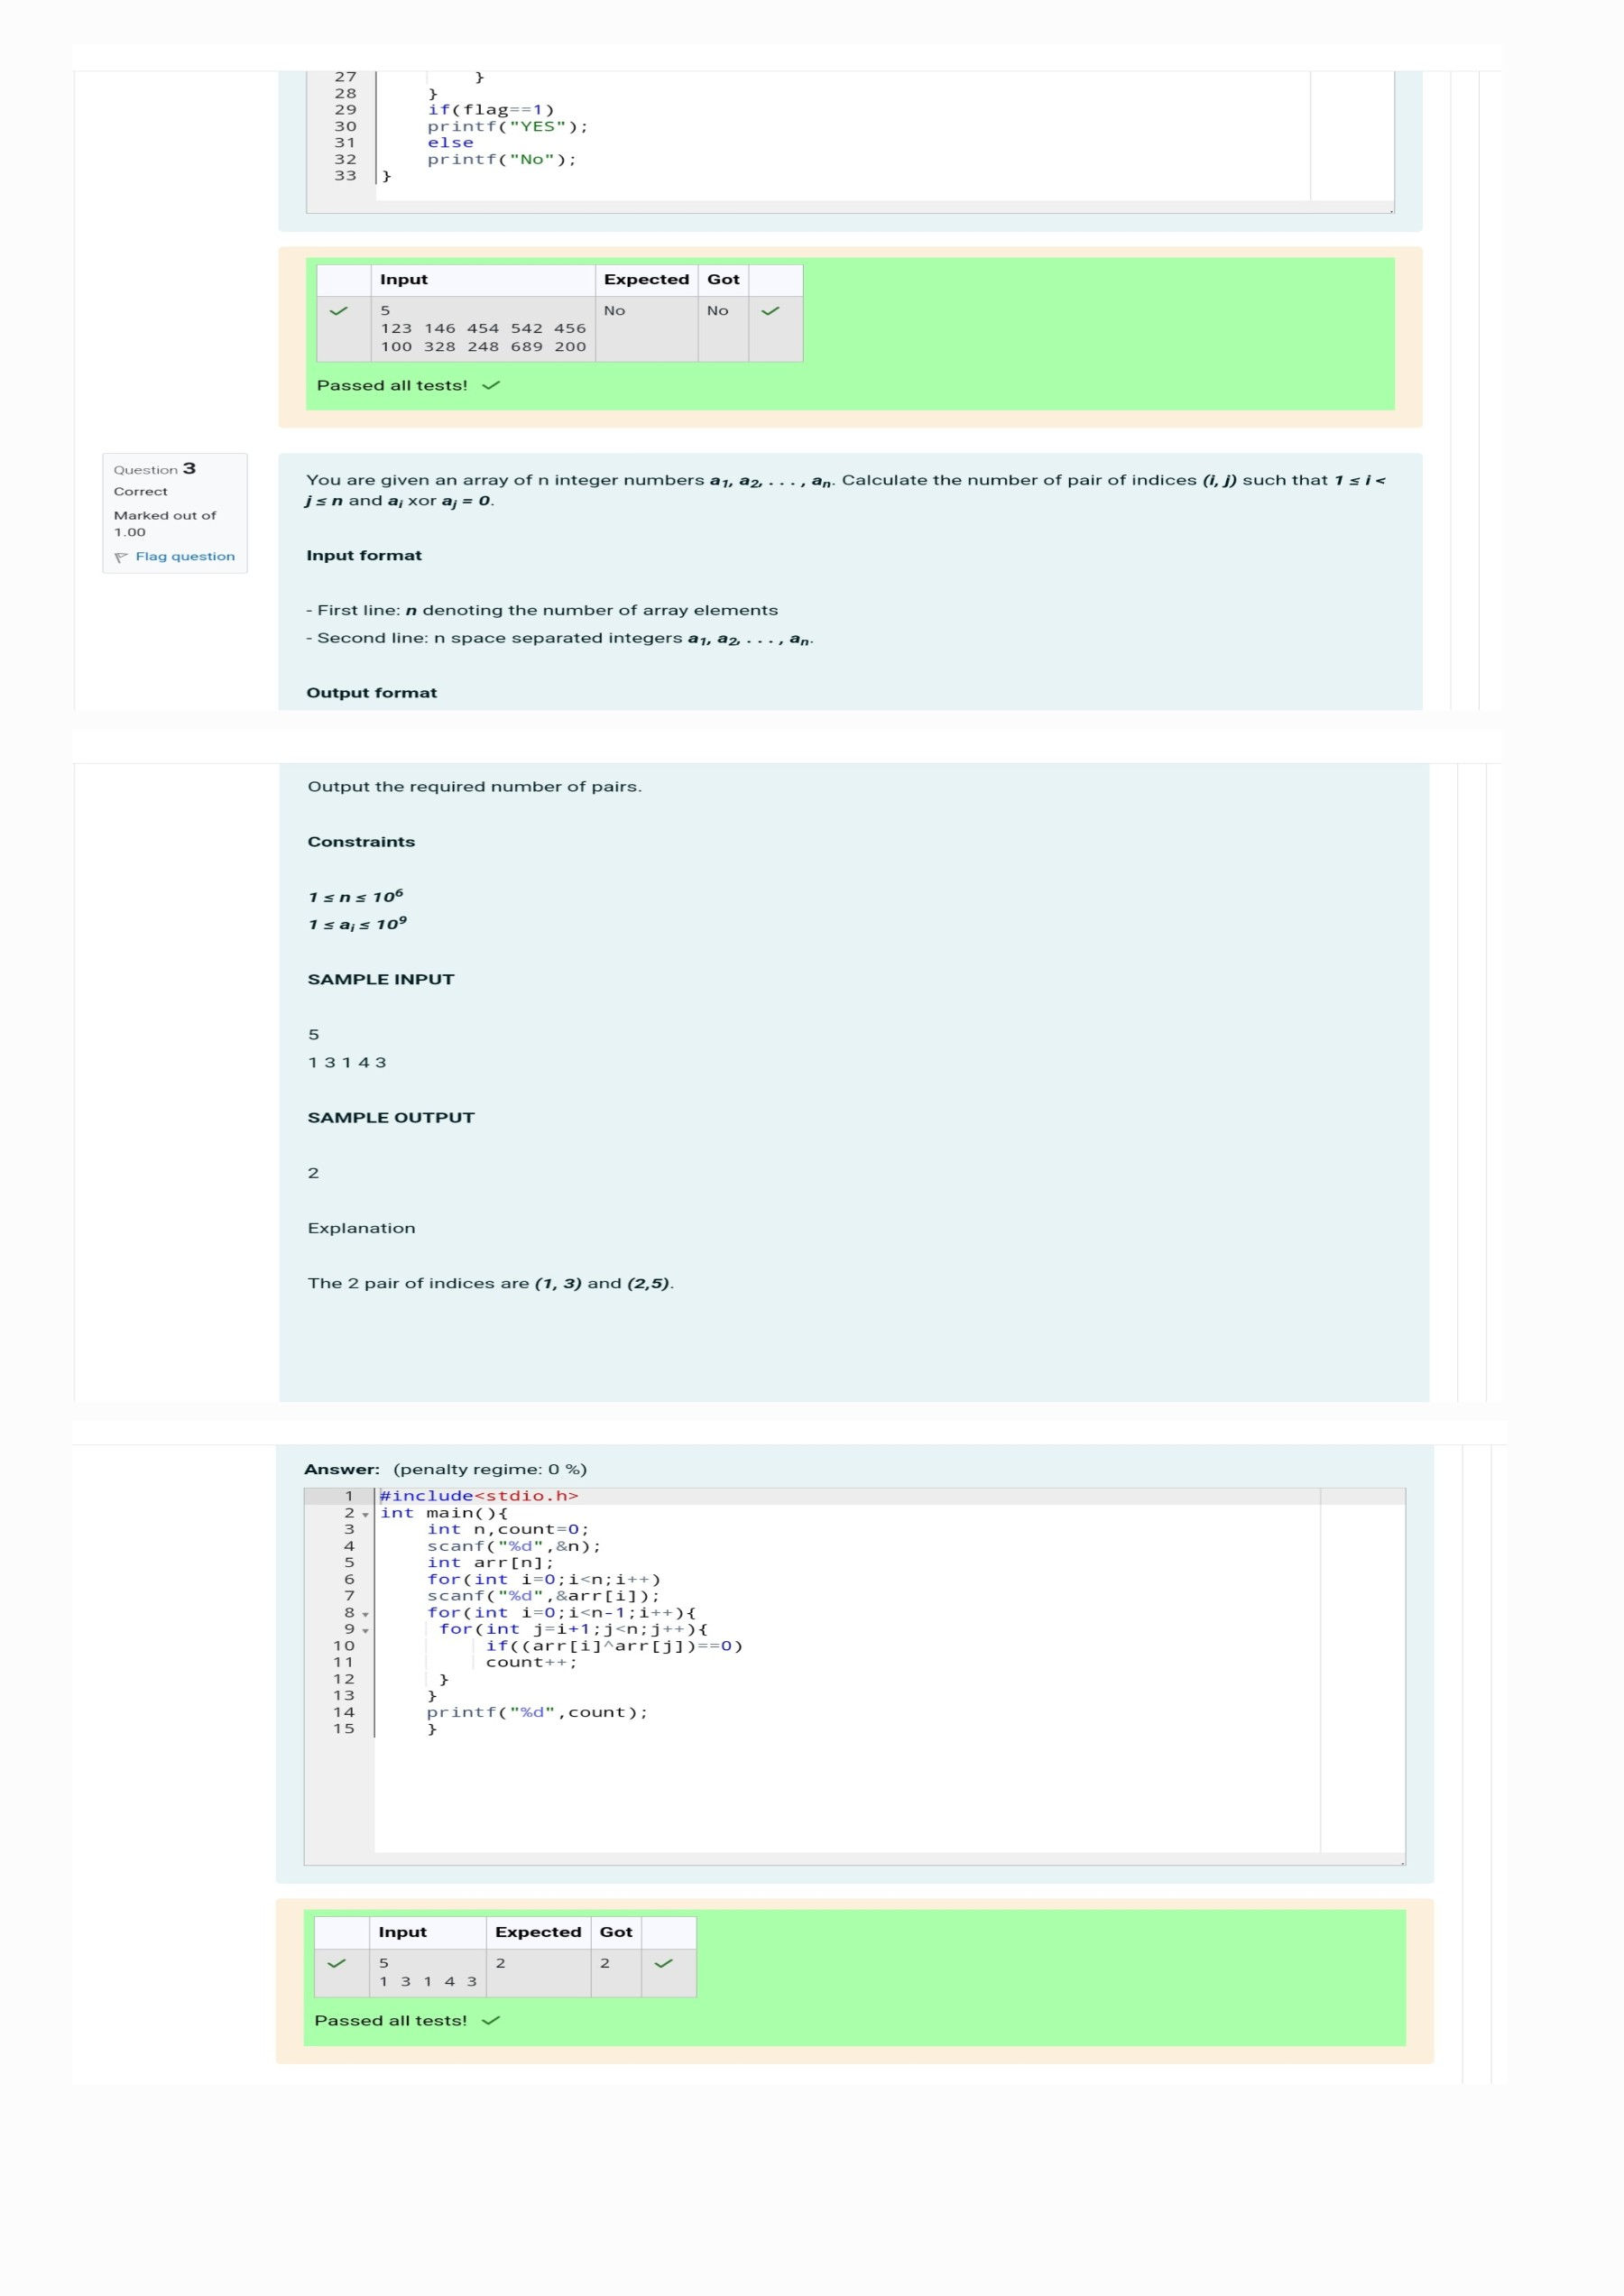 27 }
28 }
29 if(flag==1)
30 printf("YES");
31 else
32 printf("No");
33 }
Input Expected Got
5 No No
123 146 454 542 456
100 328 248 689 200
Passed all tests!
Question 3
Correct
Marked out of
1.00
Flag question
You are given an array of n integer numbers a1, a2, . . . , an. Calculate the number of pair of indices (i, j) such that 1 ≤ i <
j ≤ n and ai xor aj = 0.
Input format
- First line: n denoting the number of array elements
- Second line: n space separated integers a1, a2, . . . , an.
Output format
Output the required number of pairs.
Constraints
1 ≤ n ≤ 10⁶
1 ≤ ai ≤ 10⁹
SAMPLE INPUT
5
1 3 1 4 3
SAMPLE OUTPUT
2
Explanation
The 2 pair of indices are (1, 3) and (2,5).
Answer: (penalty regime: 0 %)
1 #include<stdio.h>
2 int main(){
3 int n,count=0;
4 scanf("%d",&n);
5 int arr[n];
6 for(int i=0;i<n;i++)
7 scanf("%d",&arr[i]);
8 for(int i=0;i<n-1;i++){
9 for(int j=i+1;j<n;j++){
10 if((arr[i]^arr[j])==0)
11 count++;
12 }
13 }
14 printf("%d",count);
15 }
Input Expected Got
5 2 2
1 3 1 4 3
Passed all tests!